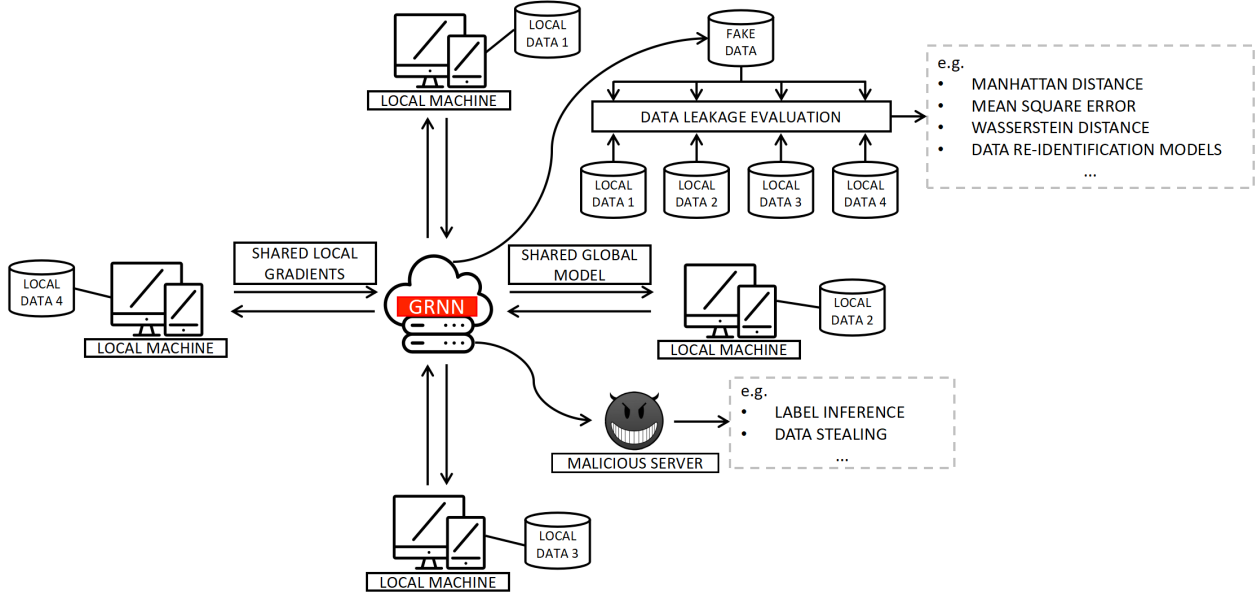 LOCAL
DATA 1
LOCAL MACHINE
FAKE
DATA
DATA LEAKAGE EVALUATION
LOCAL
DATA 1
LOCAL
DATA 2
LOCAL
DATA 3
LOCAL
DATA 4
e.g.
• MANHATTAN DISTANCE
• MEAN SQUARE ERROR
• WASSERSTEIN DISTANCE
• DATA RE-IDENTIFICATION MODELS
...
SHARED LOCAL
GRADIENTS
SHARED GLOBAL
MODEL
LOCAL
DATA 4
LOCAL MACHINE
GRNN
LOCAL
DATA 2
LOCAL MACHINE
MALICIOUS SERVER
e.g.
• LABEL INFERENCE
• DATA STEALING
...
LOCAL
DATA 3
LOCAL MACHINE